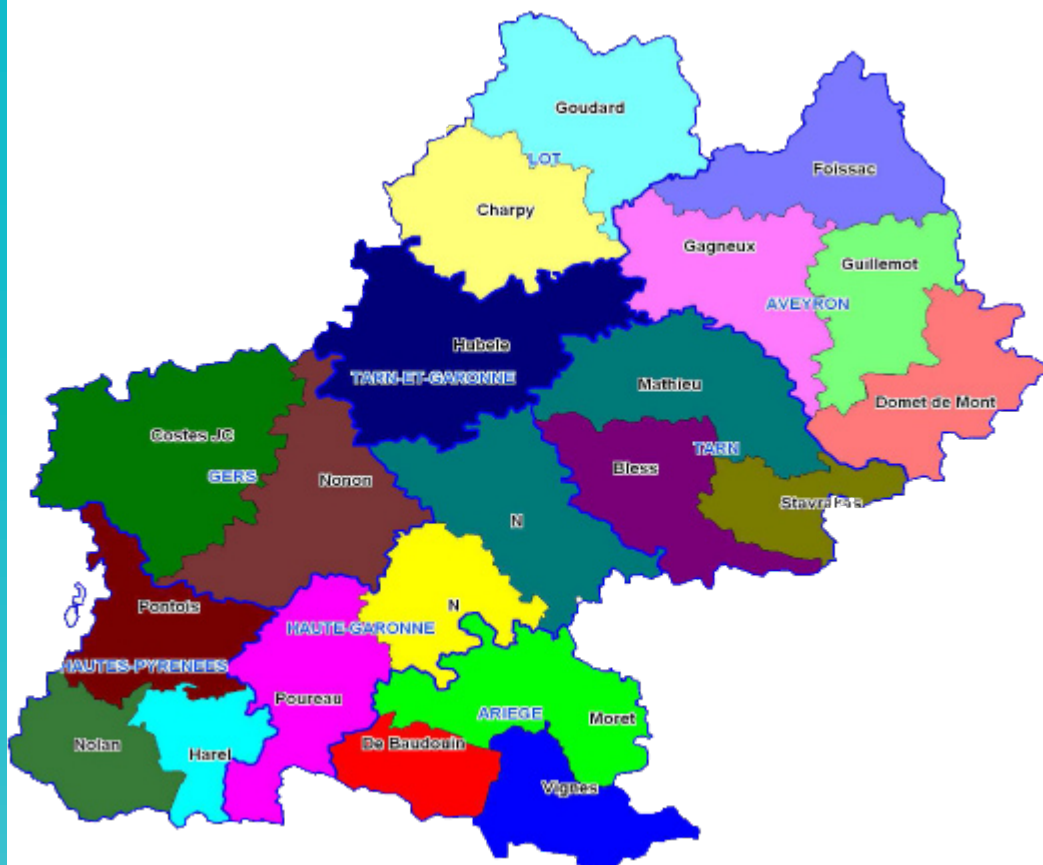 Goudard
LOT
Foissac
Charpy
Gagneux
Guillemot
AVEYRON
Hubele
TARN-ET-GARONNE
Mathieu
Domet de Mont
Costes JC
GERS
Nonon
Bless
TARN
Stavrakas
N
Pontois
N
HAUTE-GARONNE
HAUTES-PYRENEES
Poureau
ARIEGE
Moret
Nolan
Harel
De Baudouin
Vignes